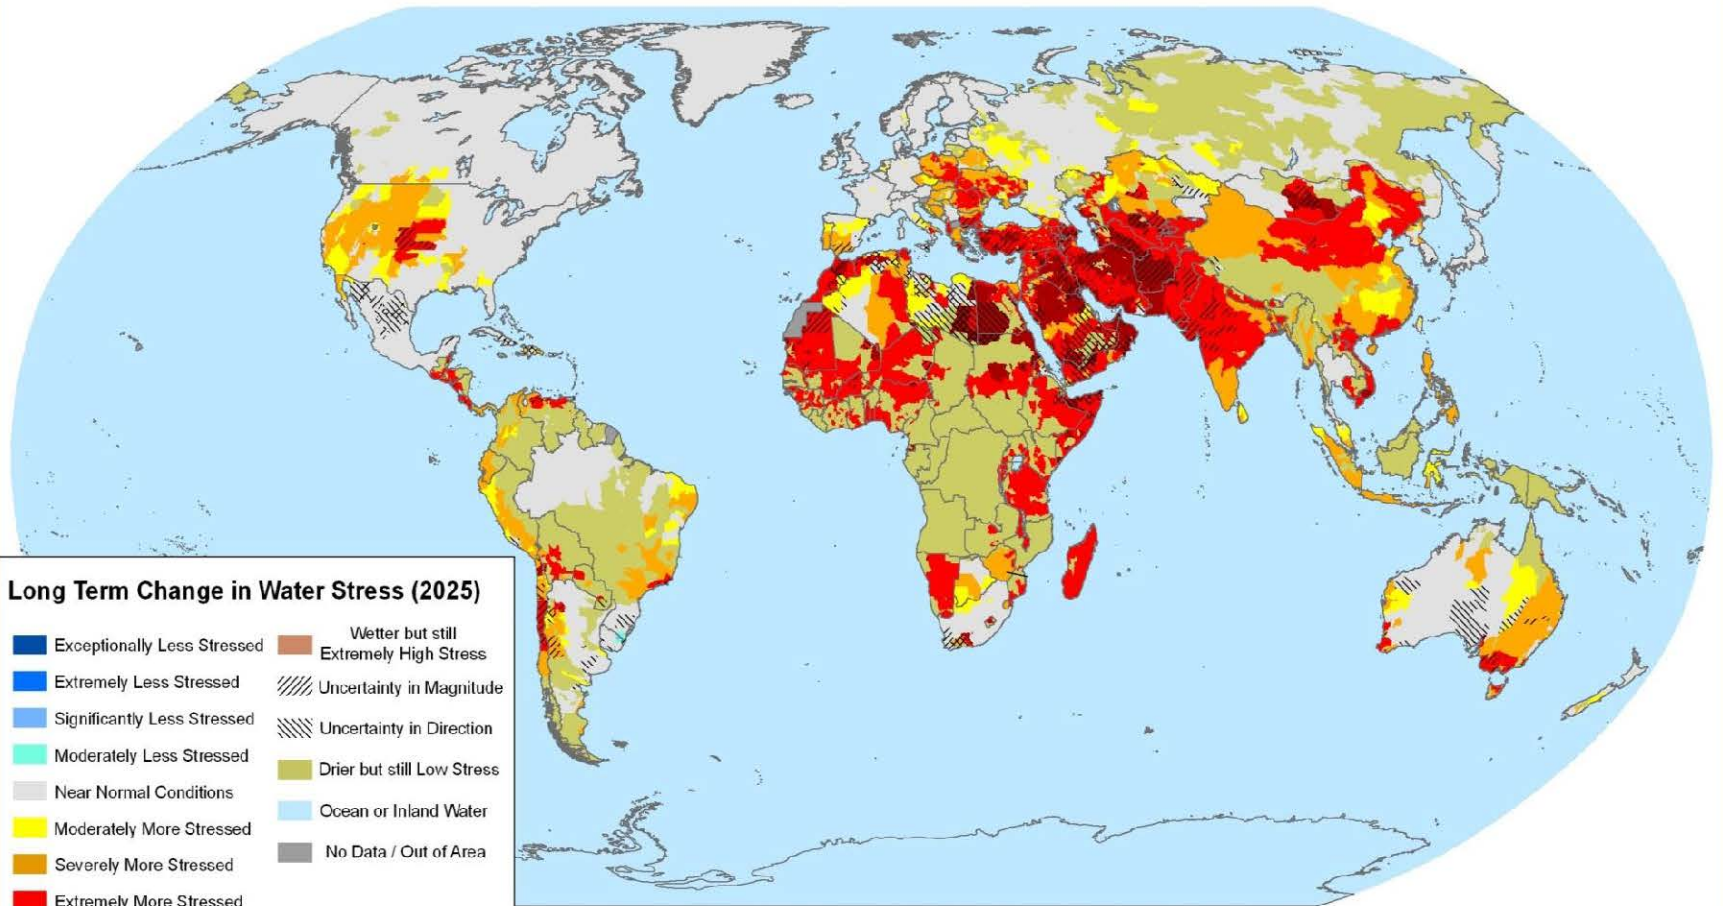 Long Term Change in Water Stress (2025)
Exceptionally Less Stressed
Extremely Less Stressed
Significantly Less Stressed
Moderately Less Stressed
Near Normal Conditions
Moderately More Stressed
Severely More Stressed
Extremely More Stressed
Wetter but still
Extremely High Stress
Uncertainty in Magnitude
Uncertainty in Direction
Drier but still Low Stress
Ocean or Inland Water
No Data / Out of Area